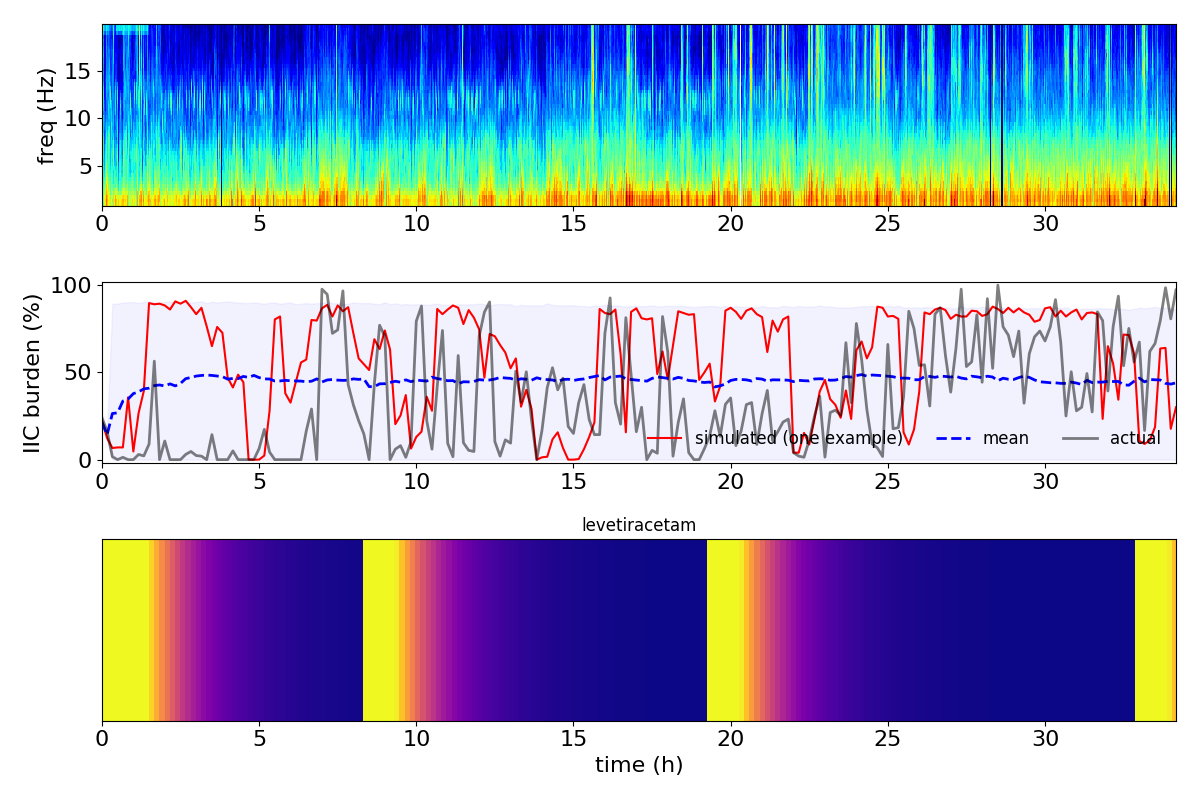 freq (Hz)
15
10
5
0 5 10 15 20 25 30
IIC burden (%)
100
50
0
simulated (one example) mean actual
0 5 10 15 20 25 30
levetiracetam
0 5 10 15 20 25 30
time (h)